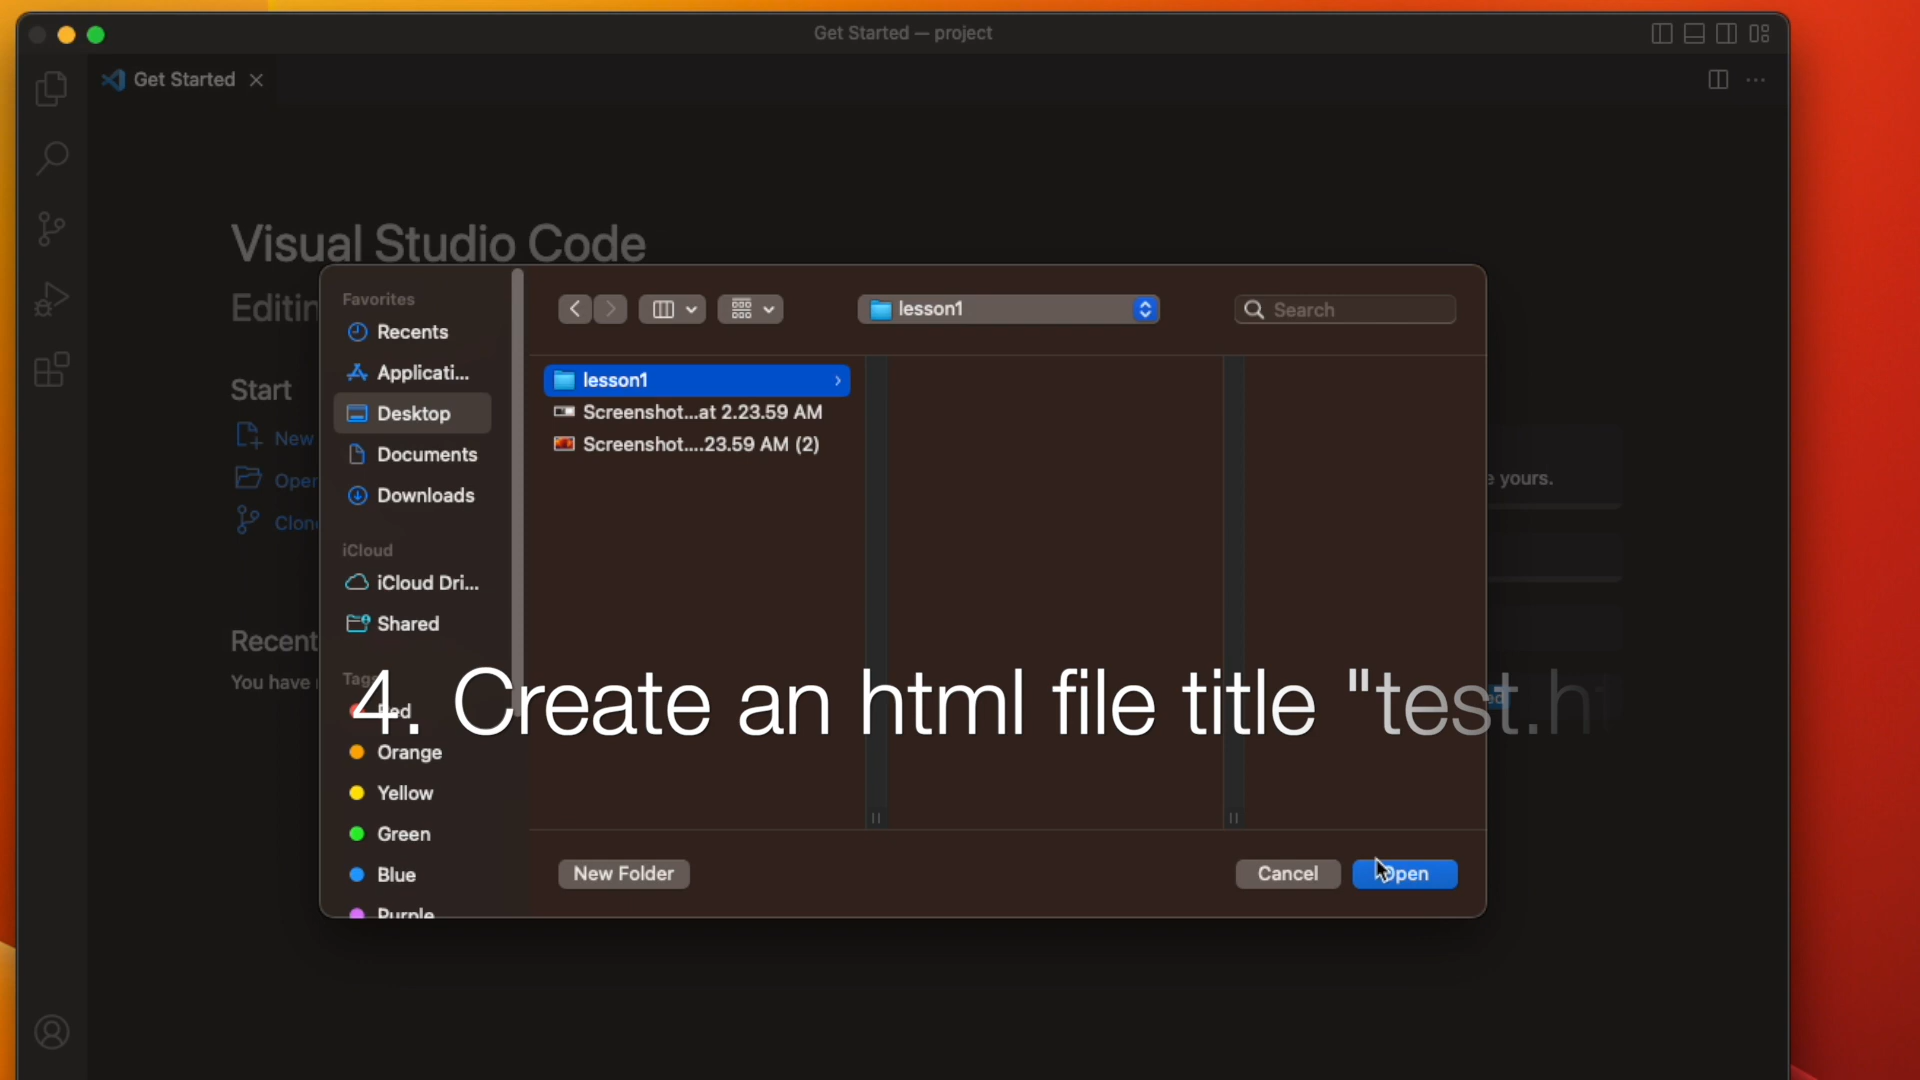 Get Started — project
Get Started
Visual Studio Code
Editin
Start
New
Open
Clon
Recent
You have
e yours.
Favorites
Recents
Applicati...
Desktop
Documents
Downloads
iCloud
iCloud Dri...
Shared
Tags
Red
Orange
Yellow
Green
Blue
Purple
lesson1
Search
lesson1
Screenshot...at 2.23.59 AM
Screenshot....23.59 AM (2)
4. Create an html file title "test.h
New Folder
Cancel
Open